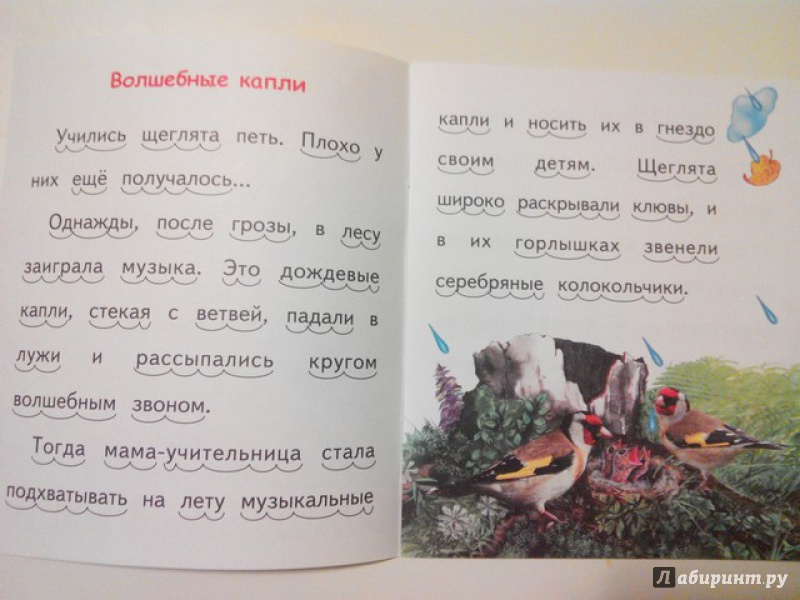 Волшебные капли
Учились щеглята петь. Плохо у
них ещё получалось...
Однажды, после грозы, в лесу
заиграла музыка. Это дождевые
капли, стекая с ветвей, падали в
лужи и рассыпались кругом
волшебным звоном.
Тогда мама-учительница стала
подхватывать на лету музыкальные
капли и носить их в гнездо
своим детям. Щеглята
широко раскрывали клювы, и
в их горлышках звенели
серебряные колокольчики.
Лабиринт.ру